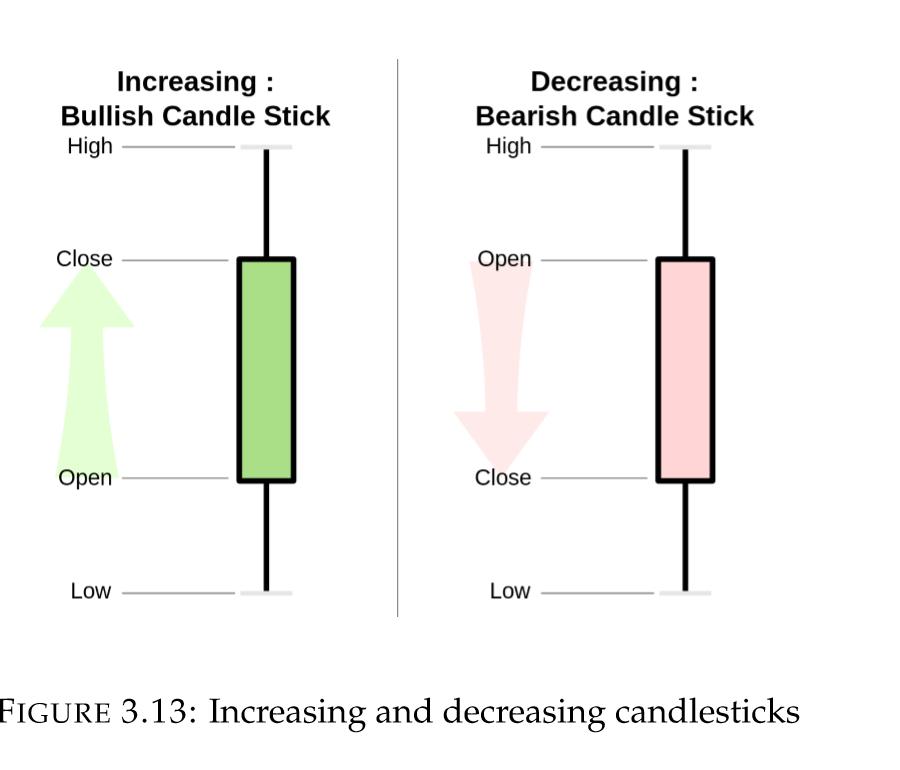 Increasing :
Bullish Candle Stick
High
Close
Open
Low
Decreasing :
Bearish Candle Stick
High
Open
Close
Low
FIGURE 3.13: Increasing and decreasing candlesticks